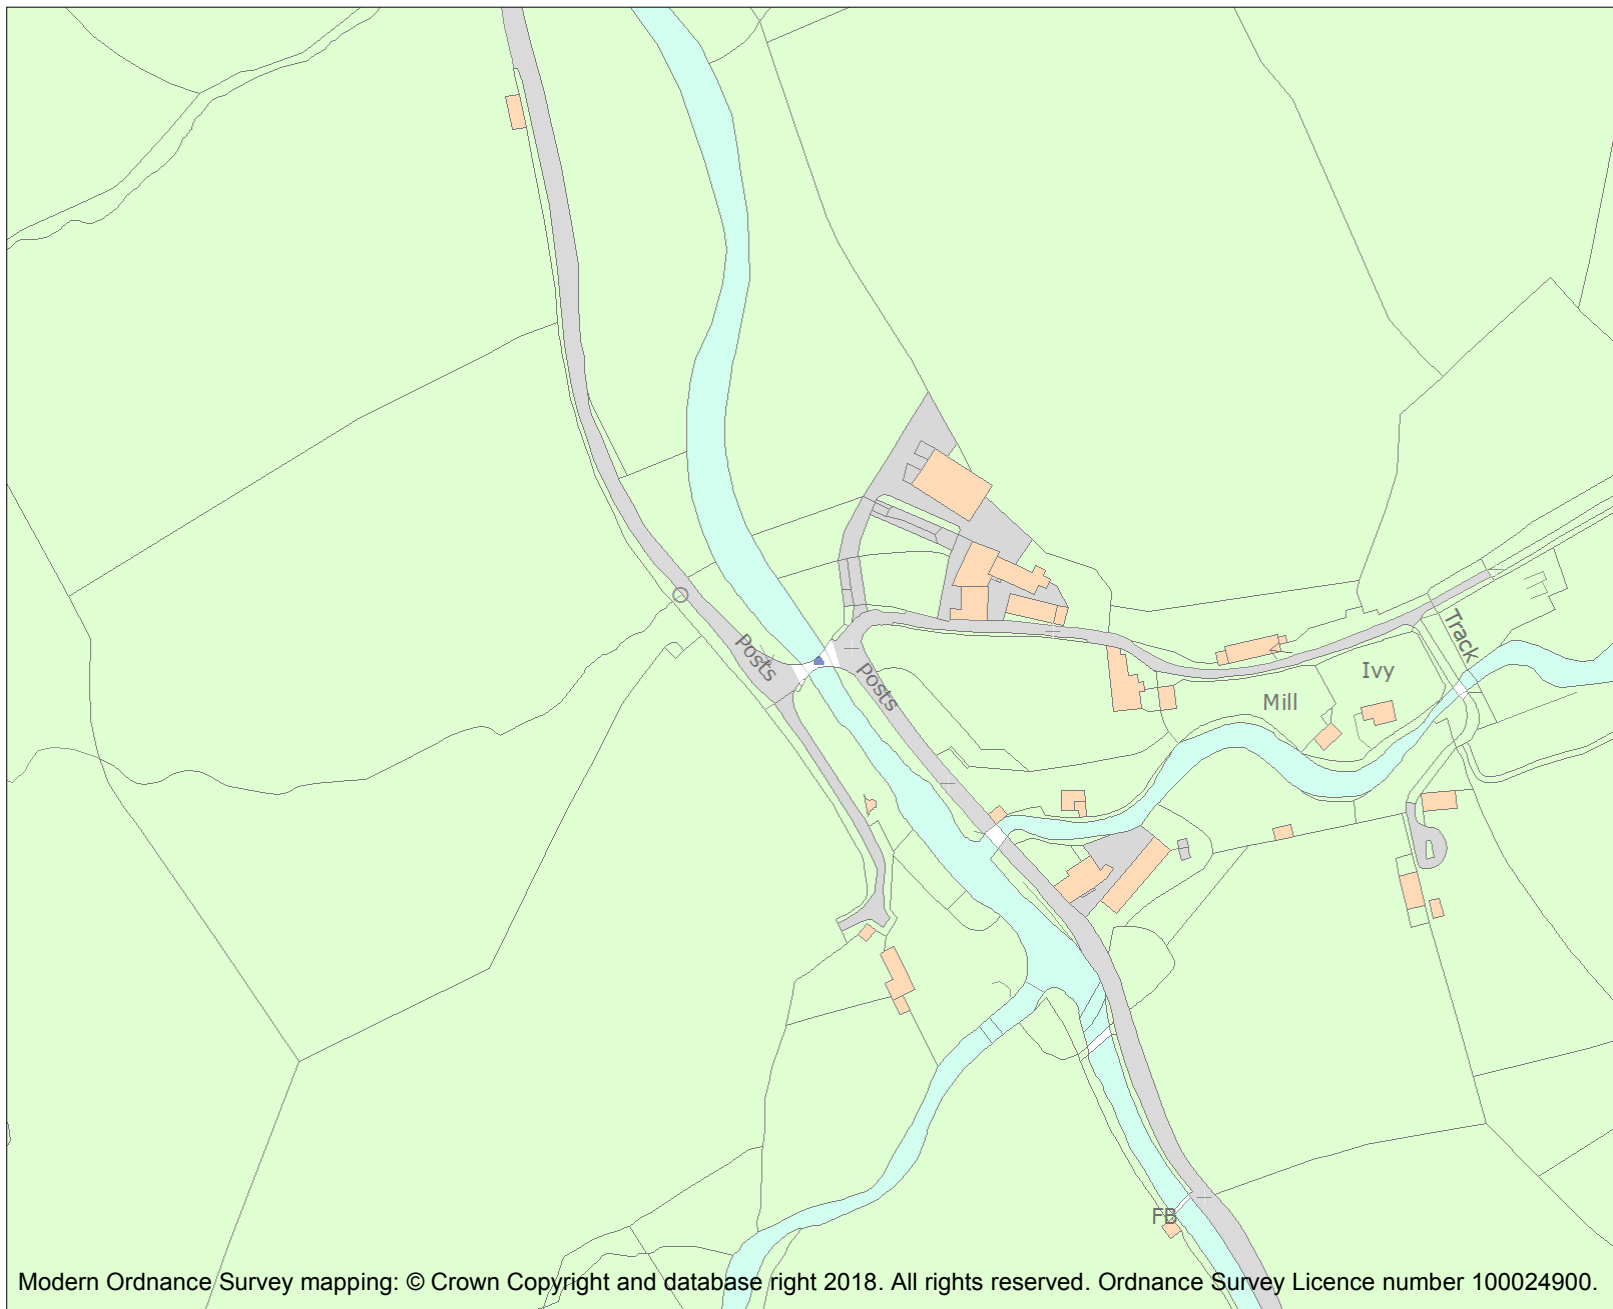 Track
Posts
Ivy
Posts
Mill
FB
Modern Ordnance Survey mapping: © Crown Copyright and database right 2018. All rights reserved. Ordnance Survey Licence number 100024900.